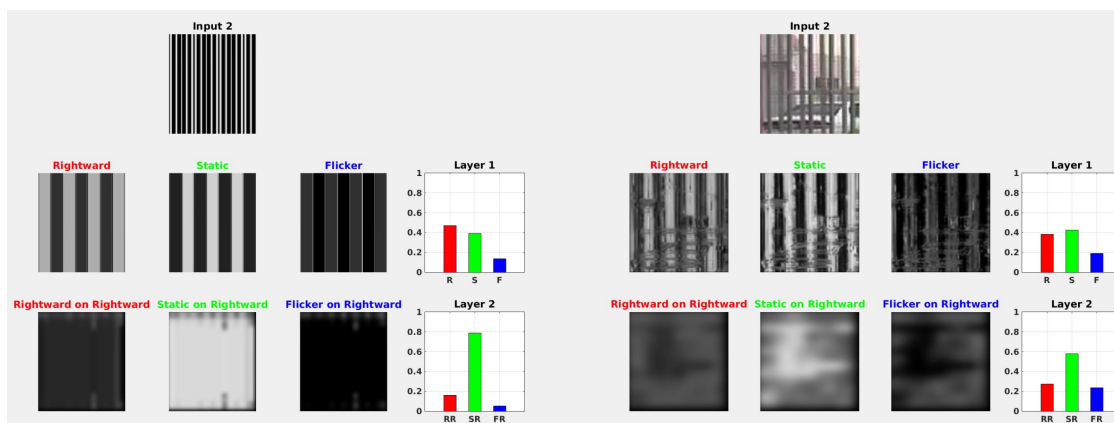 Input 2
Input 2
Rightward
Static
Flicker
Layer 1
1
0.8
0.6
0.4
0.2
0
R S F
Rightward
Static
Flicker
Layer 1
1
0.8
0.6
0.4
0.2
0
R S F
Rightward on Rightward
Static on Rightward
Flicker on Rightward
Layer 2
1
0.8
0.6
0.4
0.2
0
RR SR FR
Rightward on Rightward
Static on Rightward
Flicker on Rightward
Layer 2
1
0.8
0.6
0.4
0.2
0
RR SR FR